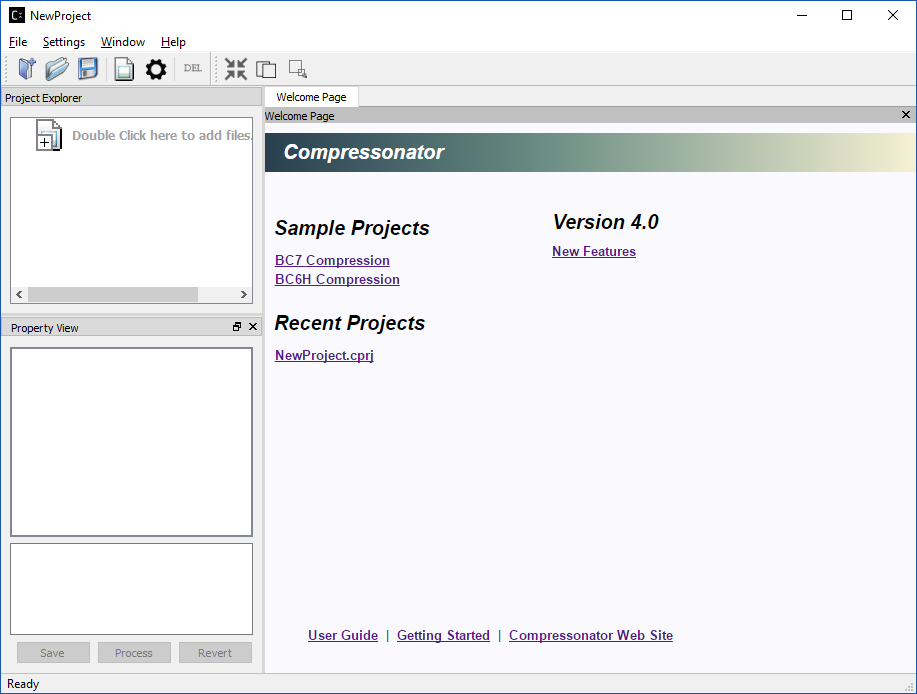 C:
NewProject
File Settings Window Help
DEL
Project Explorer
Double Click here to add files.
Property View
Save Process Revert
Welcome Page
Welcome Page
Compressonator
Sample Projects
BC7 Compression
BC6H Compression
Recent Projects
NewProject.cprj
Version 4.0
New Features
User Guide | Getting Started | Compressonator Web Site
Ready